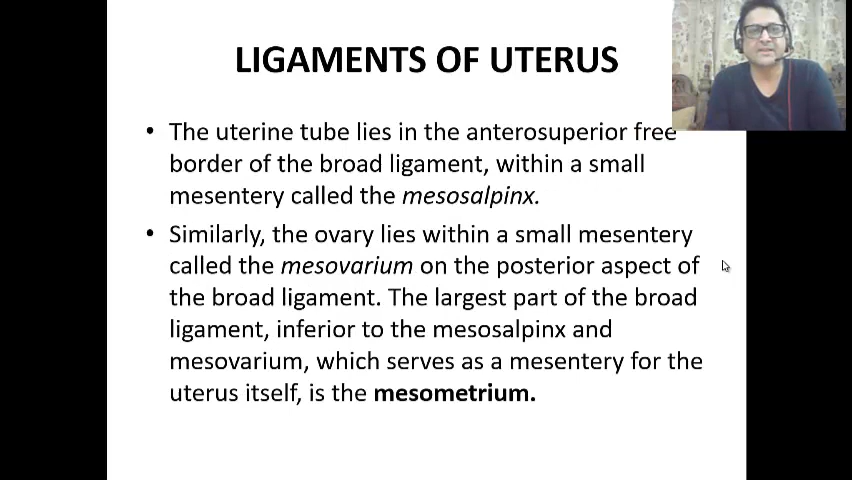 LIGAMENTS OF UTERUS
• The uterine tube lies in the anterosuperior free
border of the broad ligament, within a small
mesentery called the mesosalpinx.
• Similarly, the ovary lies within a small mesentery
called the mesovarium on the posterior aspect of
the broad ligament. The largest part of the broad
ligament, inferior to the mesosalpinx and
mesovarium, which serves as a mesentery for the
uterus itself, is the mesometrium.